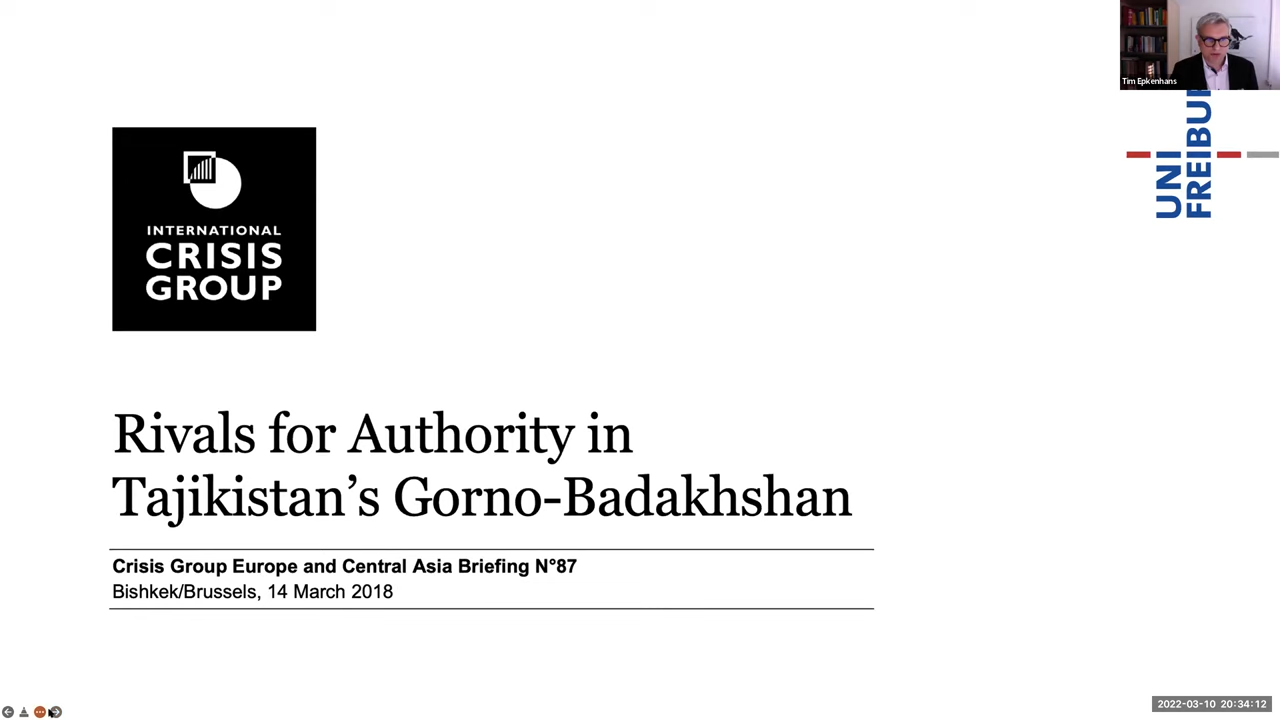 Tim Epkenhans
UNI
FREIBU
INTERNATIONAL
CRISIS
GROUP
Rivals for Authority in
Tajikistan’s Gorno-Badakhshan
Crisis Group Europe and Central Asia Briefing N°87
Bishkek/Brussels, 14 March 2018
2022-03-10 20:34:12